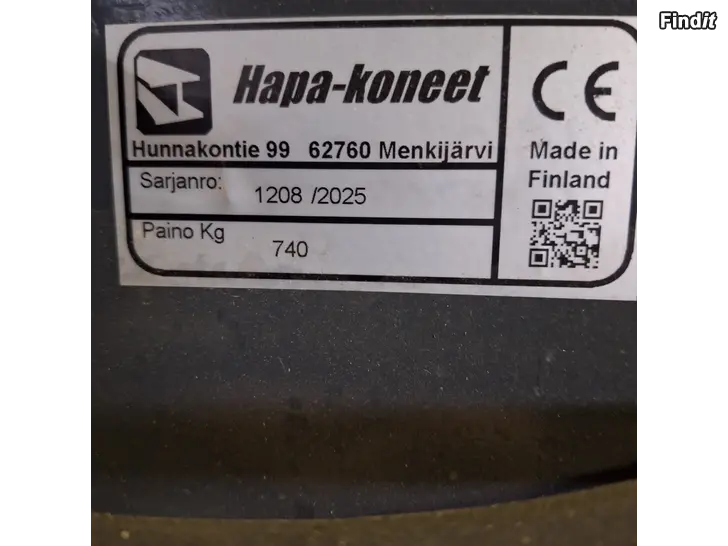 Findit
Hapa-koneet
Hunnakontie 99 62760 Menkijärvi
Sarjanro: 1208 /2025
Paino Kg 740
CE
Made in
Finland